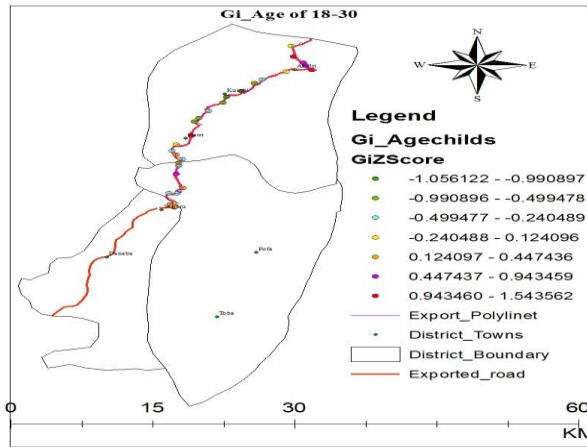 Gi_Age of 18-30
N
W E
S
Fofa
Toba
Legend
Gi_Agechilds
GiZScore
-1.056122 - -0.990897
-0.990896 - -0.499478
-0.499477 - -0.240489
-0.240488 - 0.124096
0.124097 - 0.447436
0.447437 - 0.943459
0.943460 - 1.543562
Export_Polylinet
District_Towns
District_Boundary
Exported_road
0 15 30 60
KM